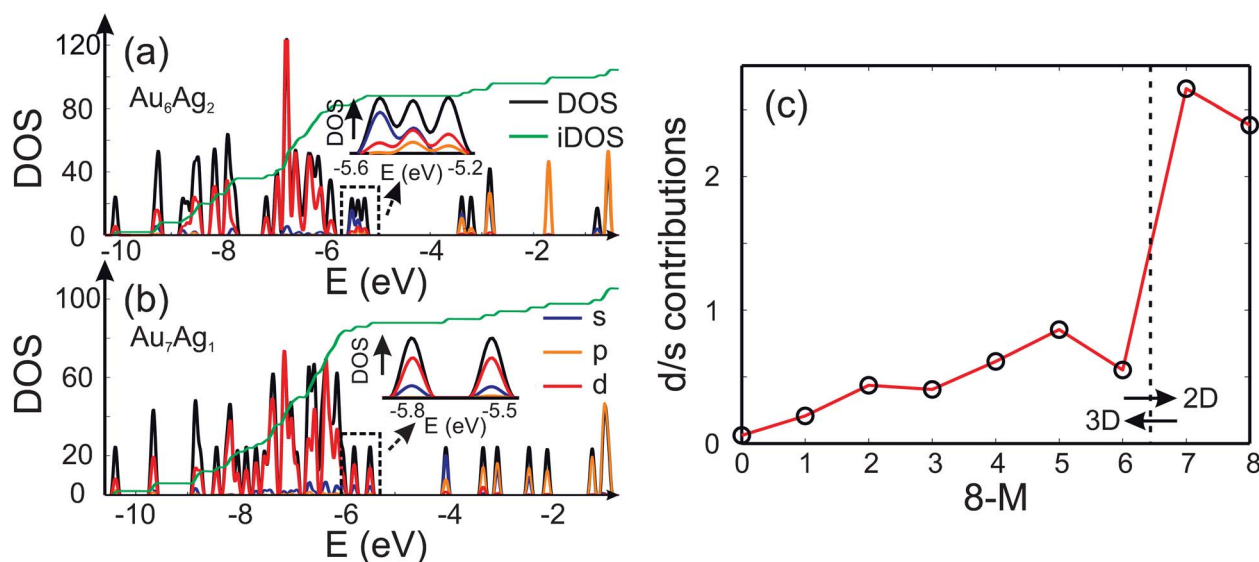 (a)
Au6Ag2
DOS
120
80
40
0
DOS
iDOS
DOS
-5.6
-5.2
E (eV)
-10
-8
-6
-4
-2
E (eV)
(b)
Au7Ag1
DOS
100
60
20
0
s
p
d
DOS
-5.8
-5.5
E (eV)
-10
-8
-6
-4
-2
E (eV)
(c)
d/s contributions
2
1
0
2D
3D
0 1 2 3 4 5 6 7 8
8-M